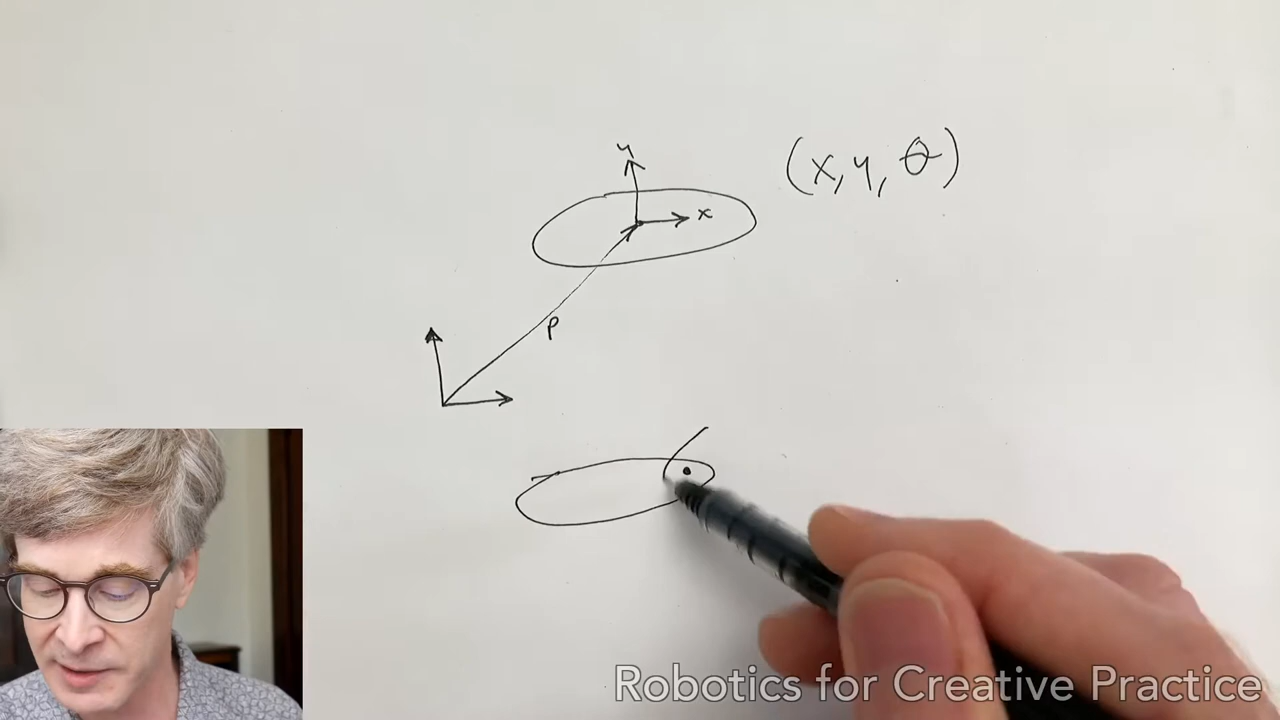 y
(x, y, θ)
x
p
Robotics for Creative Practice